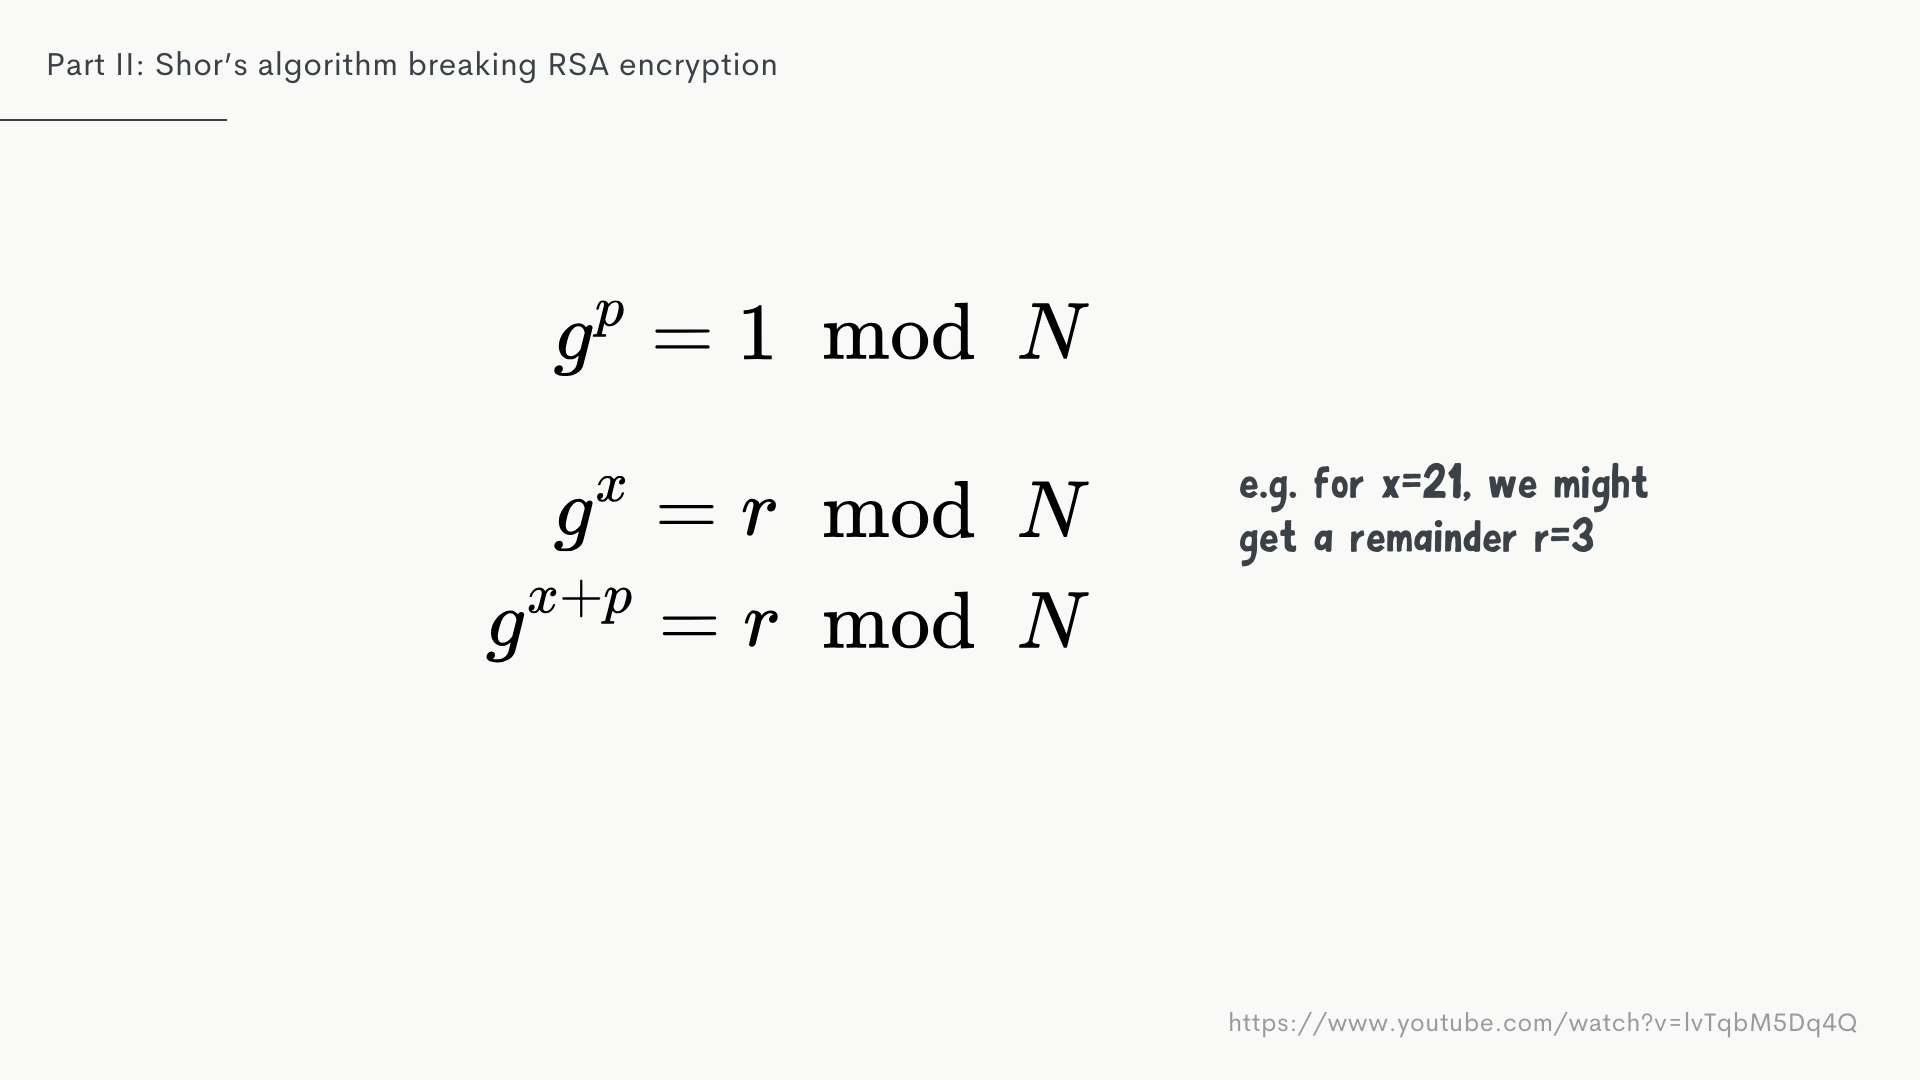 Part II: Shor's algorithm breaking RSA encryption
g^p = 1 mod N
g^x = r mod N
e.g. for x=21, we might
get a remainder r=3
g^{x+p} = r mod N
https://www.youtube.com/watch?v=lvTqbM5Dq4Q